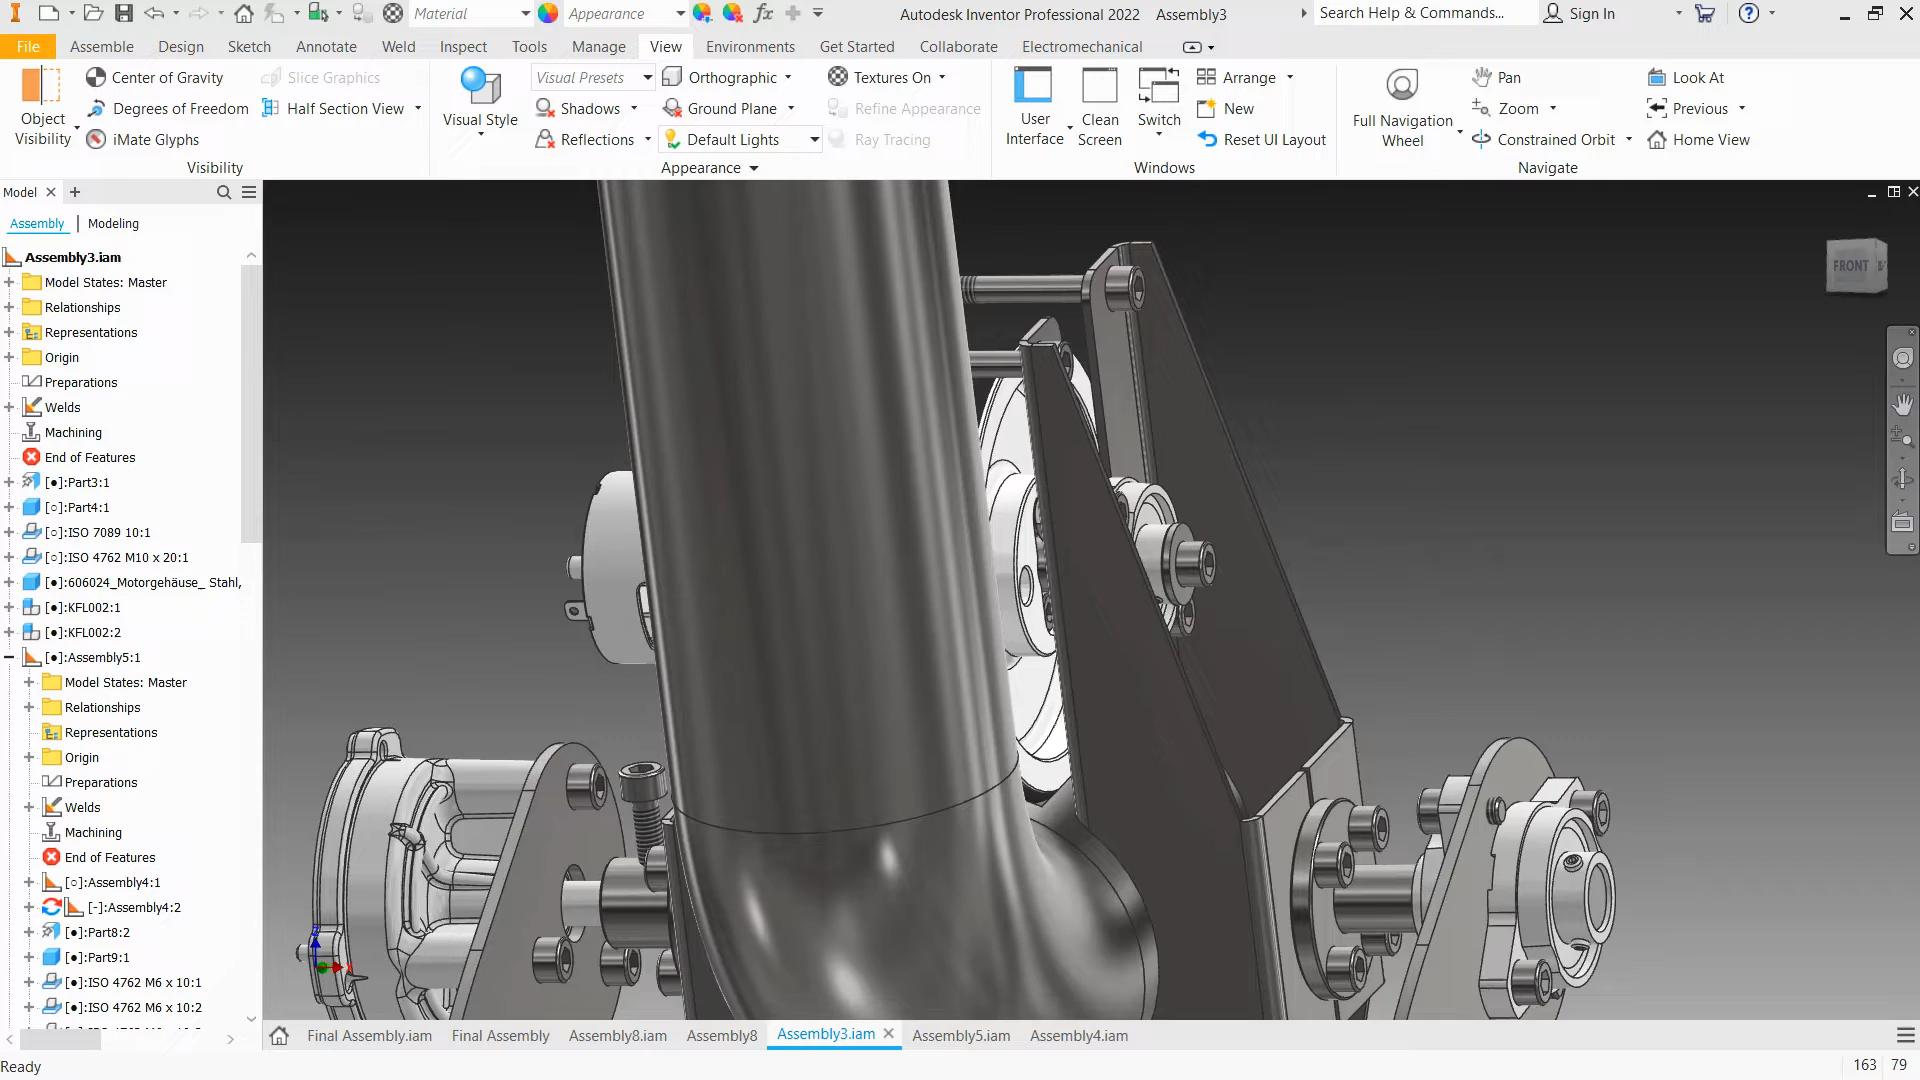 Material
Appearance
fx
Autodesk Inventor Professional 2022 Assembly3
Search Help & Commands...
Sign In
File
Assemble
Design
Sketch
Annotate
Weld
Inspect
Tools
Manage
View
Environments
Get Started
Collaborate
Electromechanical
Object Visibility
Center of Gravity
Degrees of Freedom
iMate Glyphs
Slice Graphics
Half Section View
Visibility
Visual Style
Visual Presets
Shadows
Reflections
Orthographic
Ground Plane
Default Lights
Textures On
Refine Appearance
Ray Tracing
Appearance
User Interface
Clean Screen
Switch
Arrange
New
Reset UI Layout
Windows
Full Navigation Wheel
Pan
Zoom
Constrained Orbit
Look At
Previous
Home View
Navigate
Model
Assembly
Modeling
Assembly3.iam
Model States: Master
Relationships
Representations
Origin
Preparations
Welds
Machining
End of Features
[●]:Part3:1
[○]:Part4:1
[○]:ISO 7089 10:1
[○]:ISO 4762 M10 x 20:1
[●]:606024_Motorgehäuse_ Stahl,
[●]:KFL002:1
[●]:KFL002:2
[●]:Assembly5:1
Model States: Master
Relationships
Representations
Origin
Preparations
Welds
Machining
End of Features
[○]:Assembly4:1
[-]:Assembly4:2
[●]:Part8:2
[●]:Part9:1
[●]:ISO 4762 M6 x 10:1
[●]:ISO 4762 M6 x 10:2
FRONT
Z
X
Final Assembly.iam
Final Assembly
Assembly8.iam
Assembly8
Assembly3.iam
Assembly5.iam
Assembly4.iam
Ready
163 79